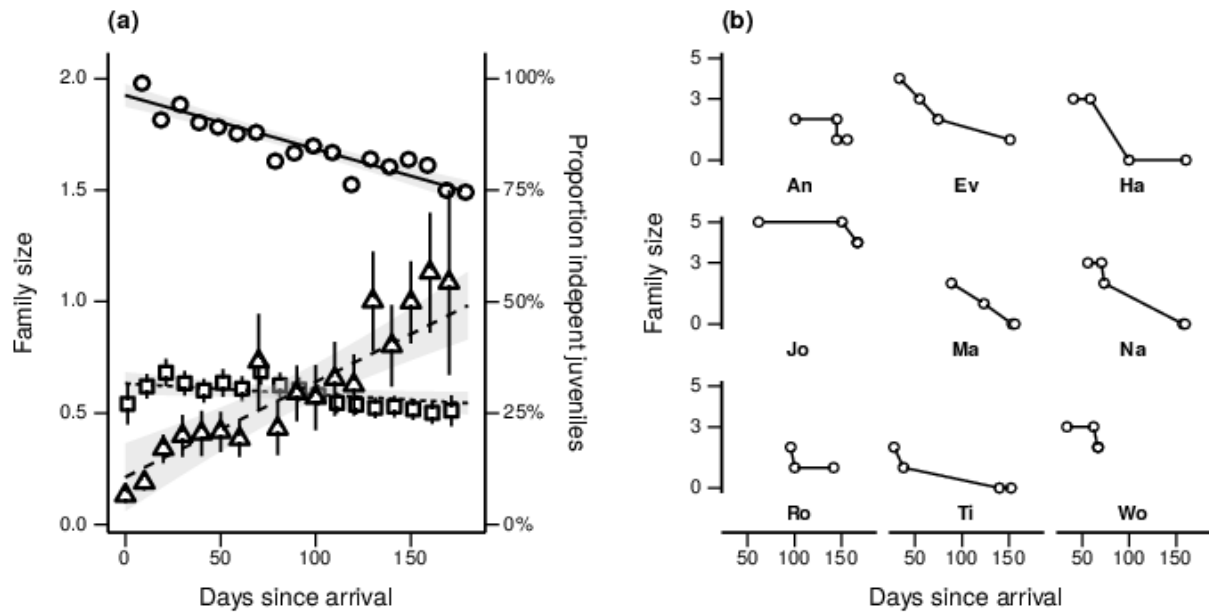 (a)
2.0
1.5
1.0
0.5
0.0
Family size
100%
75%
50%
25%
0%
Proportion indepent juveniles
0 50 100 150
Days since arrival
(b)
Family size
5
3
0
An Ev Ha
5
3
0
Jo Ma Na
5
3
0
Ro Ti Wo
50 100 150 50 100 150 50 100 150
Days since arrival